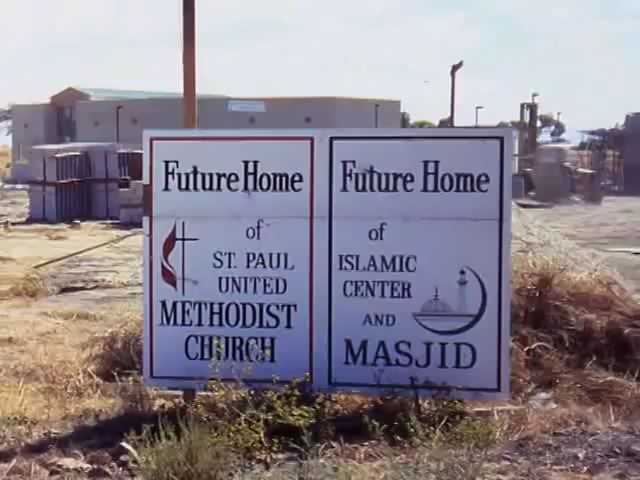 Future Home
of
ST. PAUL
UNITED
METHODIST
CHURCH
Future Home
of
ISLAMIC
CENTER
AND
MASJID